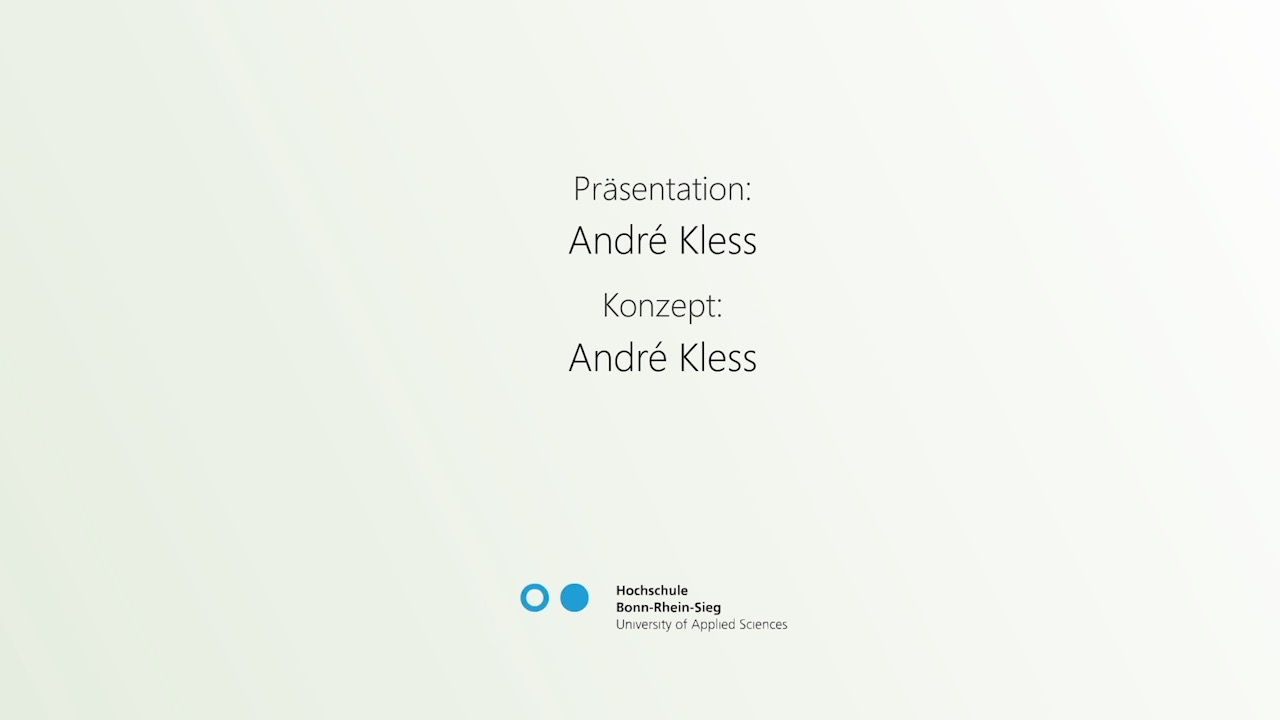 Präsentation:
André Kless
Konzept:
André Kless
Hochschule
Bonn-Rhein-Sieg
University of Applied Sciences